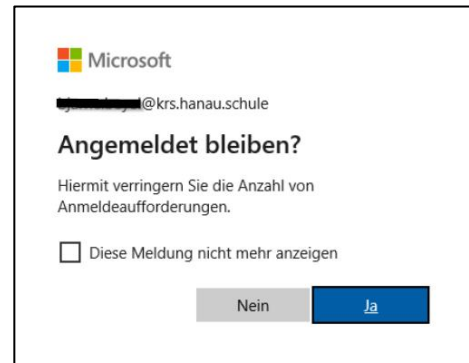 Microsoft
@krs.hanau.schule
Angemeldet bleiben?
Hiermit verringern Sie die Anzahl von
Anmeldeaufforderungen.
Diese Meldung nicht mehr anzeigen
Nein
Ja